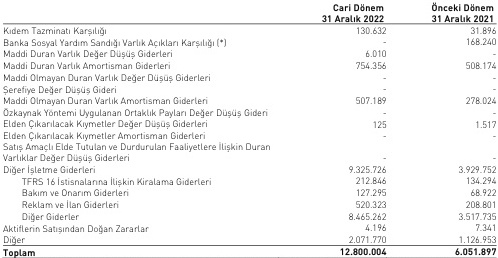 Cari Dönem Önceki Dönem
31 Aralık 2022 31 Aralık 2021
Kıdem Tazminatı Karşılığı 130.632 31.896
Banka Sosyal Yardım Sandığı Varlık Açıkları Karşılığı (*) - 168.240
Maddi Duran Varlık Değer Düşüş Giderleri 6.010 -
Maddi Duran Varlık Amortisman Giderleri 754.356 508.174
Maddi Olmayan Duran Varlık Değer Düşüş Giderleri - -
Şerefiye Değer Düşüş Gideri - -
Maddi Olmayan Duran Varlık Amortisman Giderleri 507.189 278.024
Özkaynak Yöntemi Uygulanan Ortaklık Payları Değer Düşüş Gideri - -
Elden Çıkarılacak Kıymetler Değer Düşüş Giderleri 125 1.517
Elden Çıkarılacak Kıymetler Amortisman Giderleri - -
Satış Amaçlı Elde Tutulan ve Durdurulan Faaliyetlere İlişkin Duran
Varlıklar Değer Düşüş Giderleri - -
Diğer İşletme Giderleri 9.325.726 3.929.752
TFRS 16 İstisnalarına İlişkin Kiralama Giderleri 212.846 134.294
Bakım ve Onarım Giderleri 127.295 68.922
Reklam ve İlan Giderleri 520.323 208.801
Diğer Giderler 8.465.262 3.517.735
Aktiflerin Satışından Doğan Zararlar 4.196 7.341
Diğer 2.071.770 1.126.953
Toplam 12.800.004 6.051.897